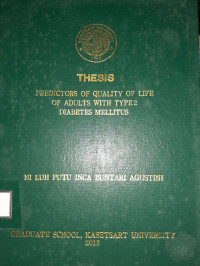 THESIS
PREDICTORS OF QUALITY OF LIFE
OF ADULTS WITH TYPE 2
DIABETES MELLITUS
NI LUH PUTU INCA BUNTARI AGUSTINI
GRADUATE SCHOOL, KASETSART UNIVERSITY